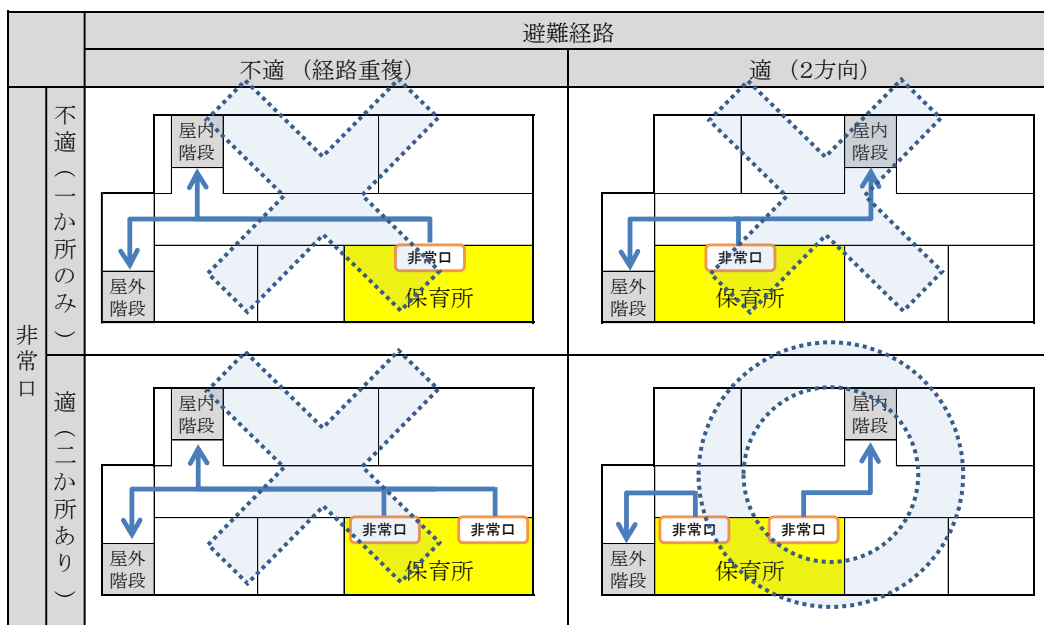 避難経路
不適 （経路重複）
適 （2方向）
非常口
不適（一か所のみ）
屋内
階段
非常口
屋外
階段
保育所
屋内
階段
非常口
屋外
階段
保育所
適（二か所あり）
屋内
階段
非常口
非常口
屋外
階段
保育所
屋内
階段
非常口
非常口
屋外
階段
保育所